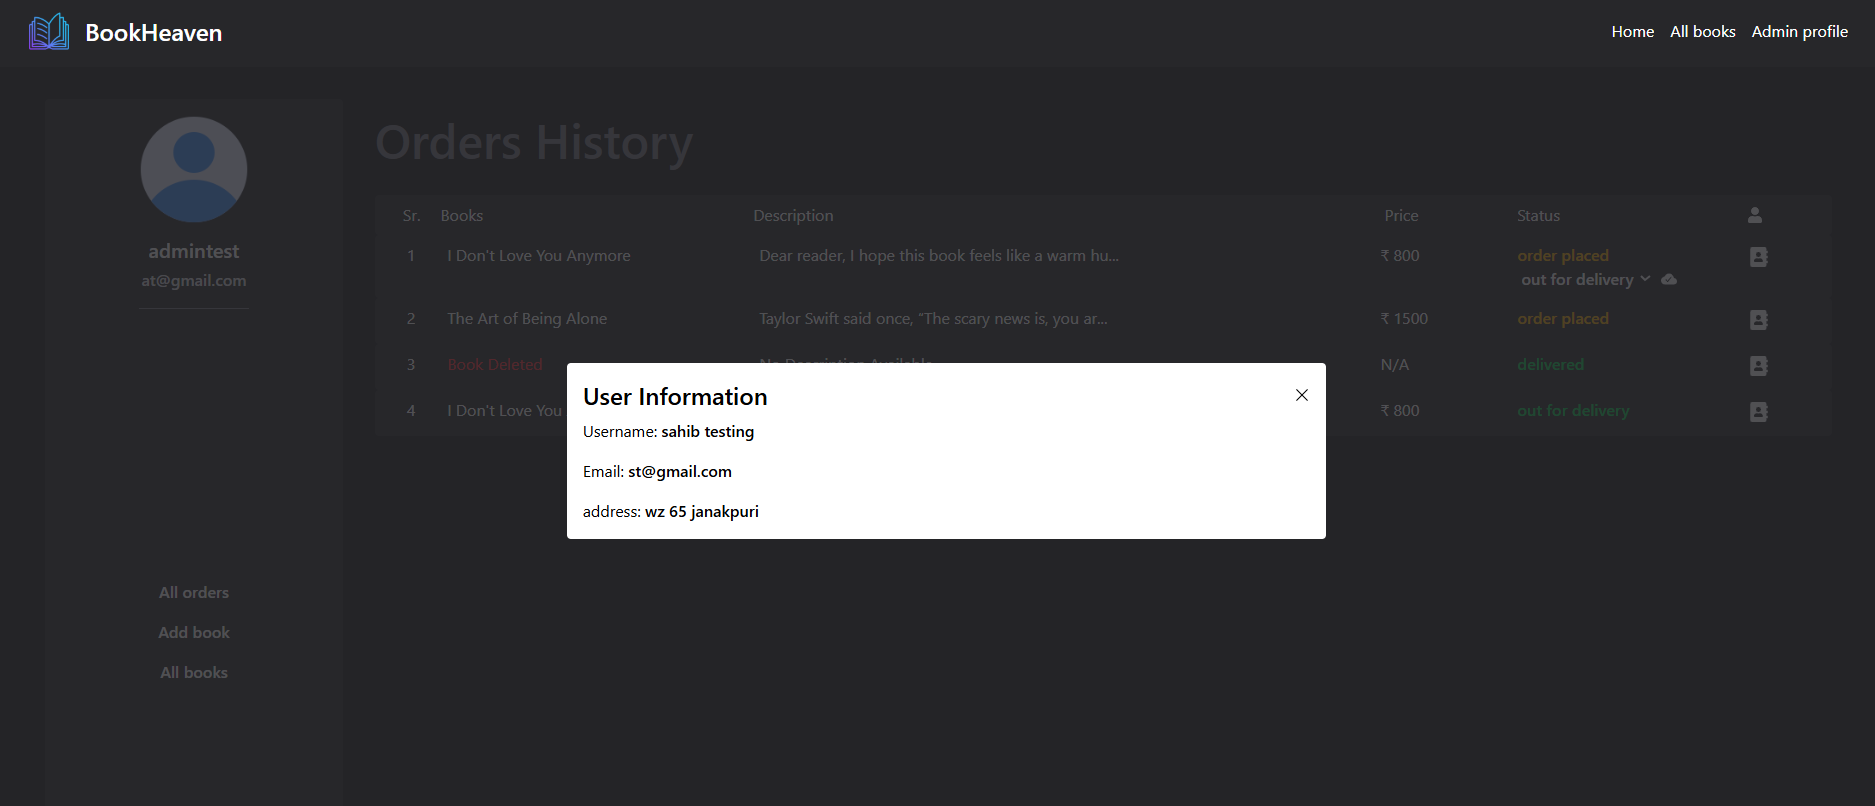 BookHeaven
Home All books Admin profile
admintest
at@gmail.com
All orders
Add book
All books
Orders History
Sr. Books Description Price Status
1 I Don't Love You Anymore Dear reader, I hope this book feels like a warm hu... ₹ 800 order placed
out for delivery
2 The Art of Being Alone Taylor Swift said once, “The scary news is, you ar... ₹ 1500 order placed
3 Book Deleted No Description Available N/A delivered
4 I Don't Love You ₹ 800 out for delivery
User Information
Username: sahib testing
Email: st@gmail.com
address: wz 65 janakpuri